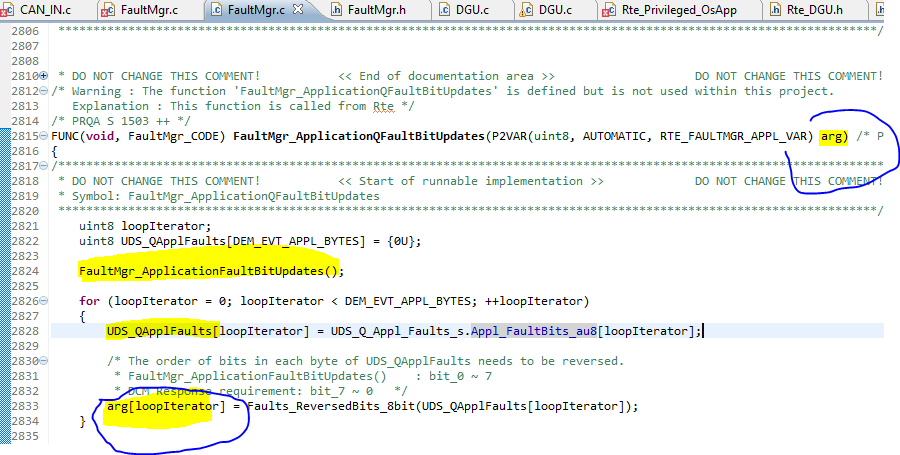 CAN_IN.c FaultMgr.c FaultMgr.c FaultMgr.h DGU.c DGU.c Rte_Privileged_OsApp Rte_DGU.h
2806 ******************************************************************************************************************/
2807
2808
2810 * DO NOT CHANGE THIS COMMENT! << End of documentation area >> DO NOT CHANGE THIS COMMENT!
2812 /* Warning : The function 'FaultMgr_ApplicationQFaultBitUpdates' is defined but is not used within this project.
2813 Explanation : This function is called from Rte */
2814 /* PRQA S 1503 ++ */
2815 FUNC(void, FaultMgr_CODE) FaultMgr_ApplicationQFaultBitUpdates(P2VAR(uint8, AUTOMATIC, RTE_FAULTMGR_APPL_VAR) arg) /* P
2816 {
2817 /******************************************************************************************************************
2818 * DO NOT CHANGE THIS COMMENT! << Start of runnable implementation >> DO NOT CHANGE THIS COMMENT!
2819 * Symbol: FaultMgr_ApplicationQFaultBitUpdates
2820 ******************************************************************************************************************/
2821 uint8 loopIterator;
2822 uint8 UDS_QApplFaults[DEM_EVT_APPL_BYTES] = {0U};
2823
2824 FaultMgr_ApplicationFaultBitUpdates();
2825
2826 for (loopIterator = 0; loopIterator < DEM_EVT_APPL_BYTES; ++loopIterator)
2827 {
2828 UDS_QApplFaults[loopIterator] = UDS_Q_Appl_Faults_s.Appl_FaultBits_au8[loopIterator];
2829
2830 /* The order of bits in each byte of UDS_QApplFaults needs to be reversed.
2831 * FaultMgr_ApplicationFaultBitUpdates() : bit_0 ~ 7
2832 * DCM Response requirement: bit_7 ~ 0 */
2833 arg[loopIterator] = Faults_ReversedBits_8bit(UDS_QApplFaults[loopIterator]);
2834 }
2835